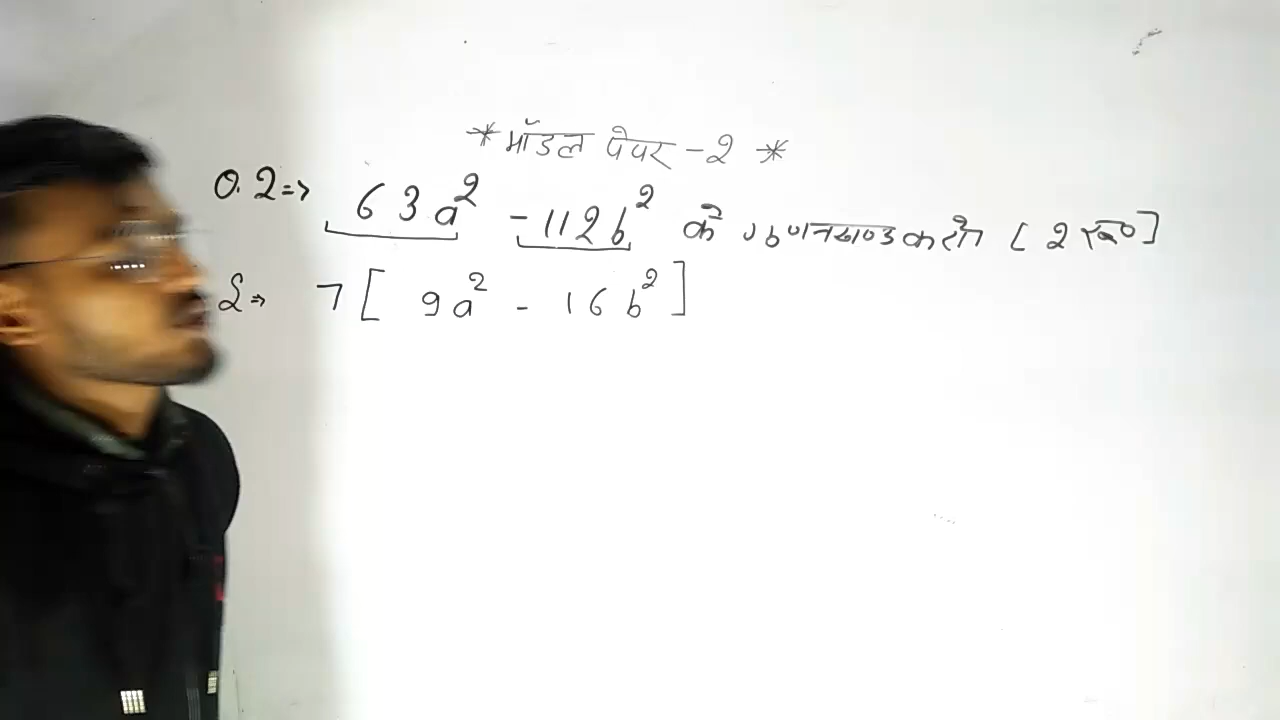 * मॉडल पेपर - 2 *
Q.2 => 63a² - 112b² के गुणनखण्ड करो [ 2
S => 7 [ 9a² - 16b² ]